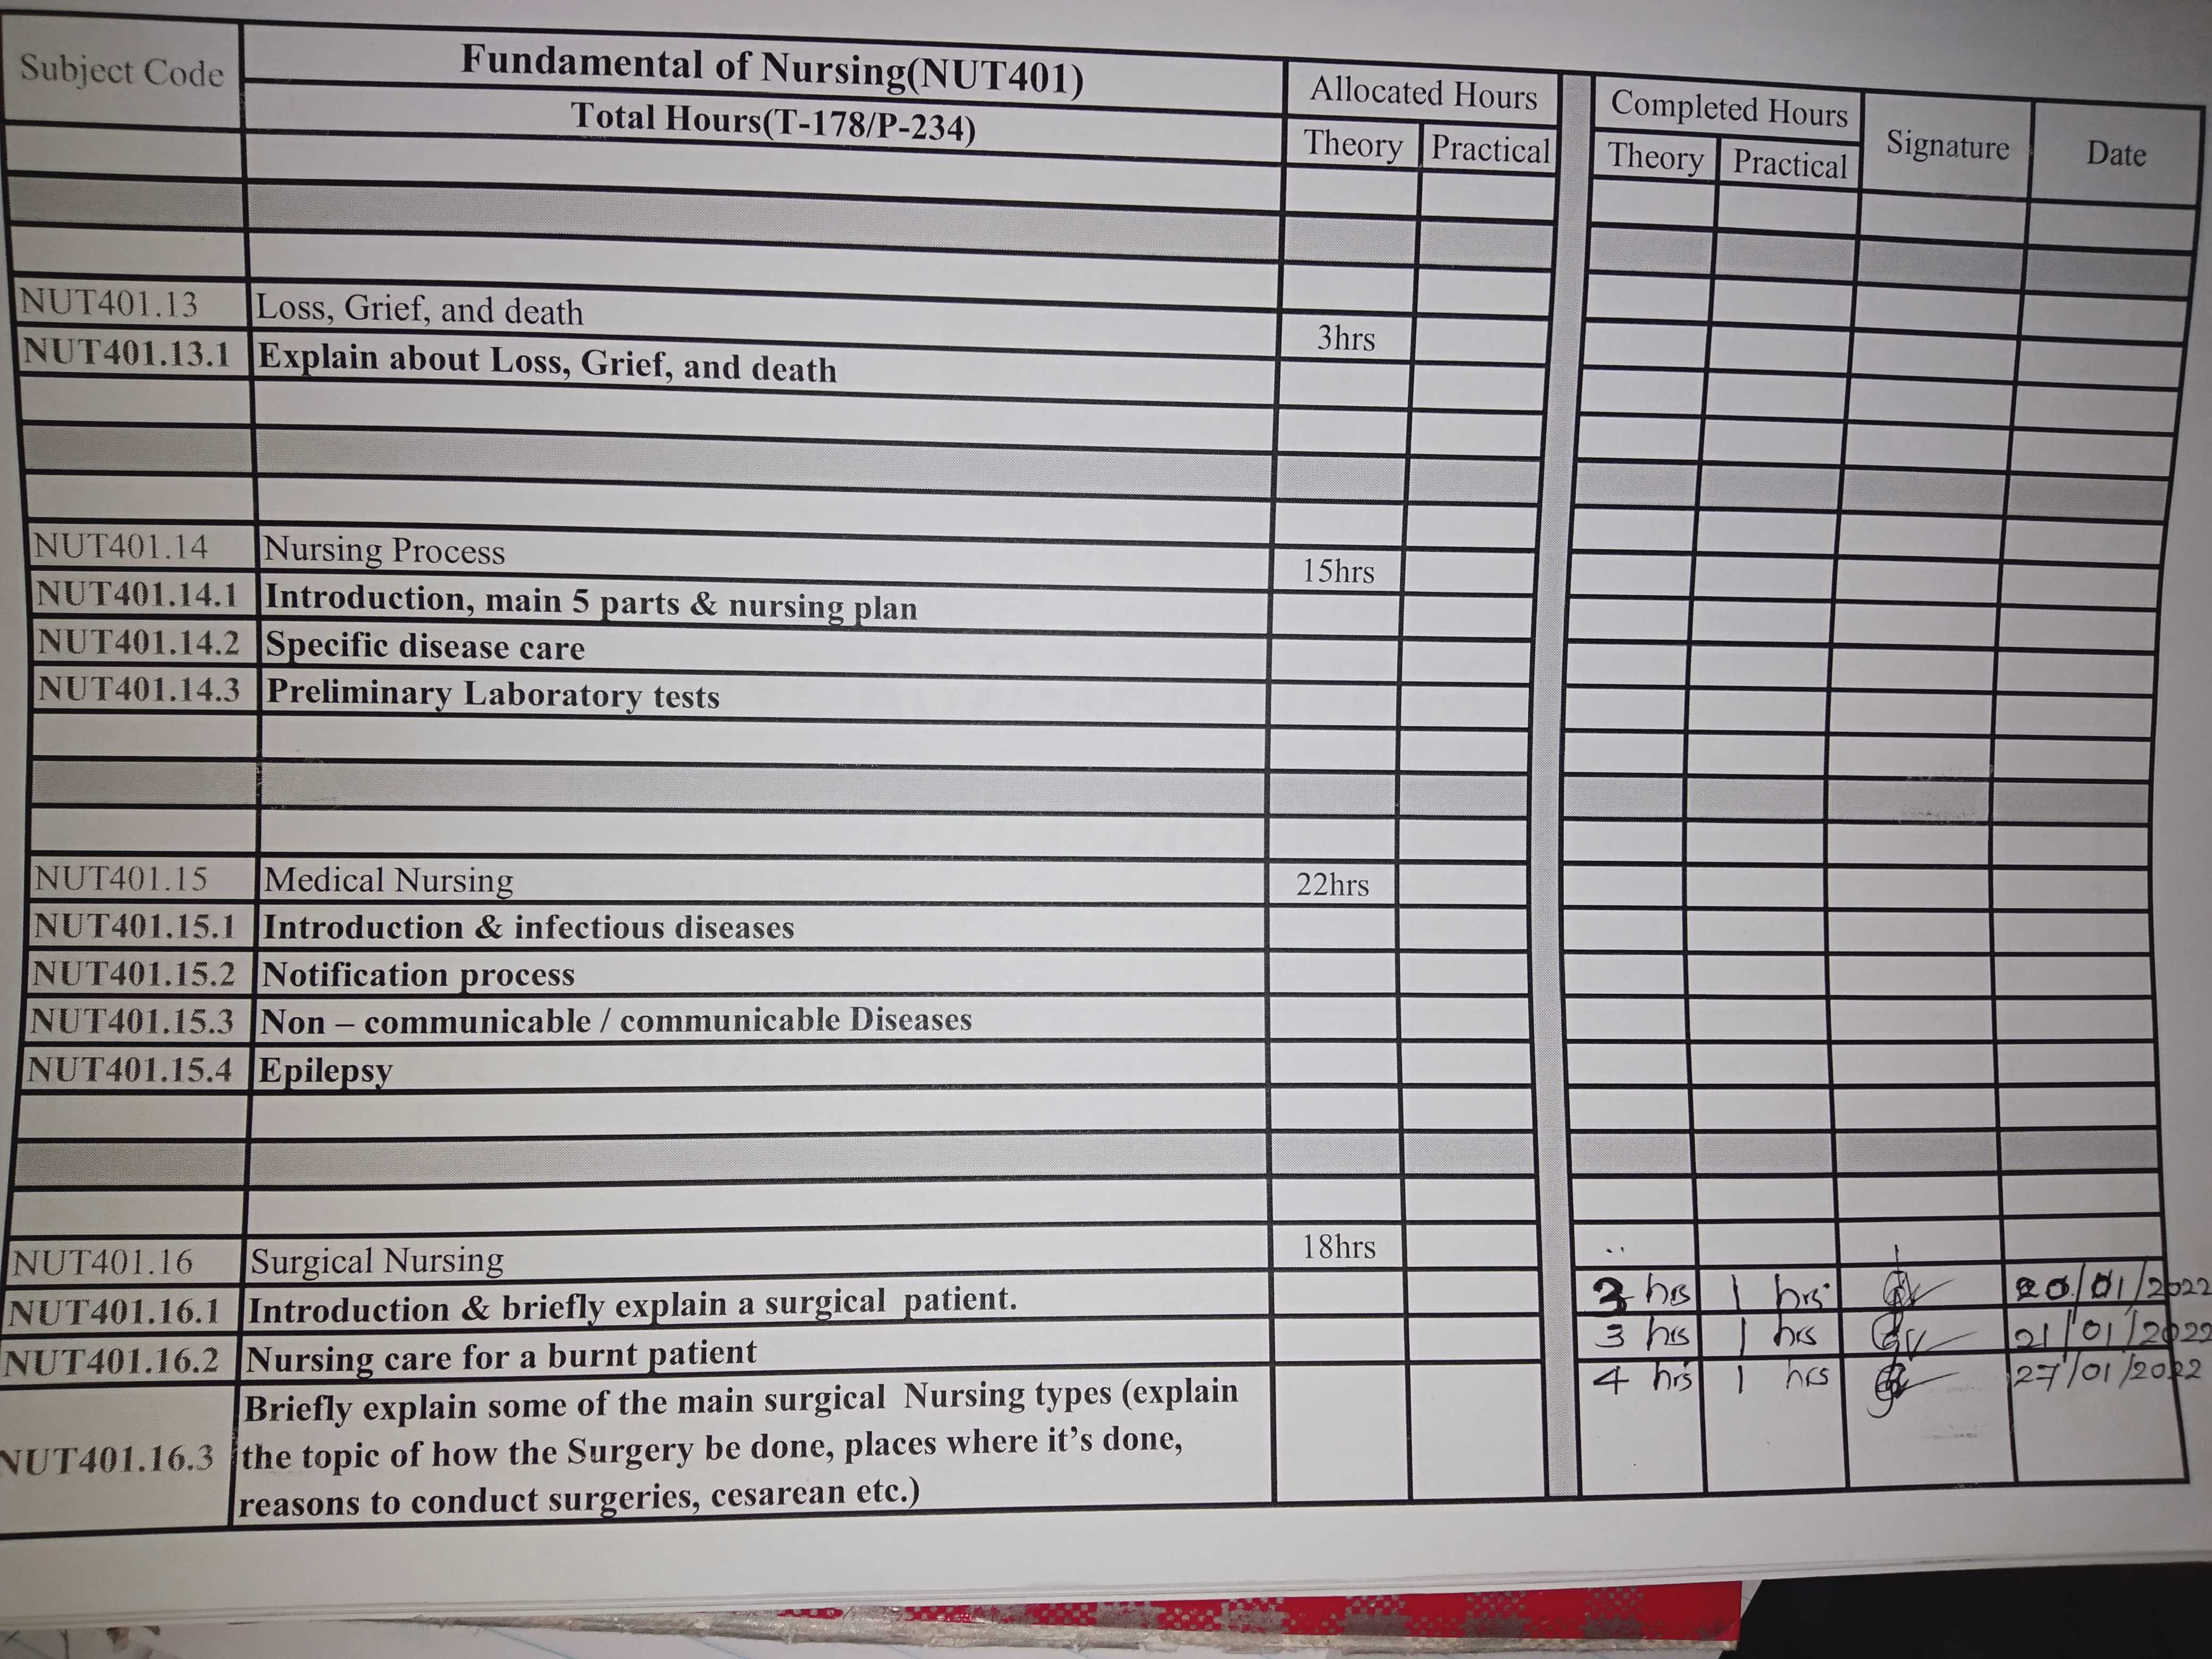 Subject Code
Fundamental of Nursing(NUT401)
Total Hours(T-178/P-234)
Allocated Hours
Theory Practical
Completed Hours
Theory Practical
Signature
Date
NUT401.13 Loss, Grief, and death 3hrs
NUT401.13.1 Explain about Loss, Grief, and death
NUT401.14 Nursing Process 15hrs
NUT401.14.1 Introduction, main 5 parts & nursing plan
NUT401.14.2 Specific disease care
NUT401.14.3 Preliminary Laboratory tests
NUT401.15 Medical Nursing 22hrs
NUT401.15.1 Introduction & infectious diseases
NUT401.15.2 Notification process
NUT401.15.3 Non – communicable / communicable Diseases
NUT401.15.4 Epilepsy
NUT401.16 Surgical Nursing 18hrs
NUT401.16.1 Introduction & briefly explain a surgical patient. hrs 1 hrs 20/01/2022
NUT401.16.2 Nursing care for a burnt patient 3 hrs 1 hrs 21/01/2022
NUT401.16.3 Briefly explain some of the main surgical Nursing types (explain 4 hrs 1 hrs 27/01/2022
the topic of how the Surgery be done, places where it's done,
reasons to conduct surgeries, cesarean etc.)